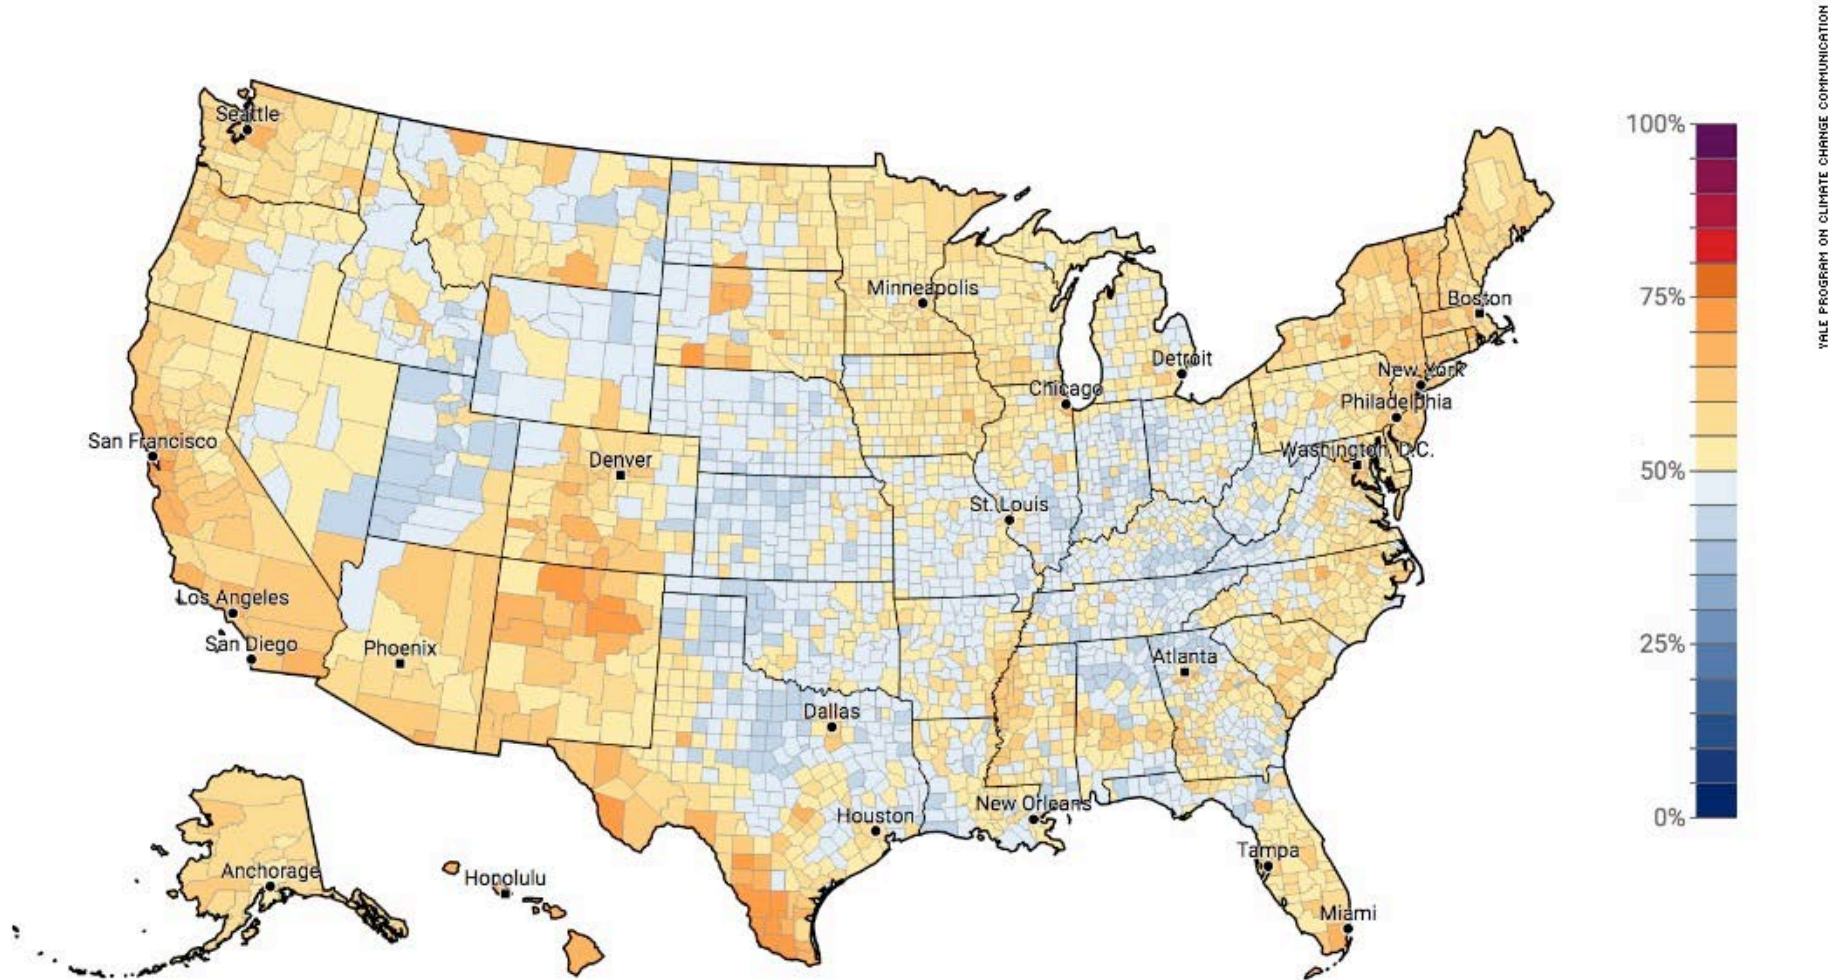 YALE PROGRAM ON CLIMATE CHANGE COMMUNICATION
Seattle
Minneapolis
Boston
Detroit
New York
Chicago
Philadelphia
San Francisco
Washington, D.C.
Denver
St. Louis
Los Angeles
San Diego
Phoenix
Atlanta
Dallas
New Orleans
Houston
Tampa
Anchorage
Honolulu
Miami
100%
75%
50%
25%
0%